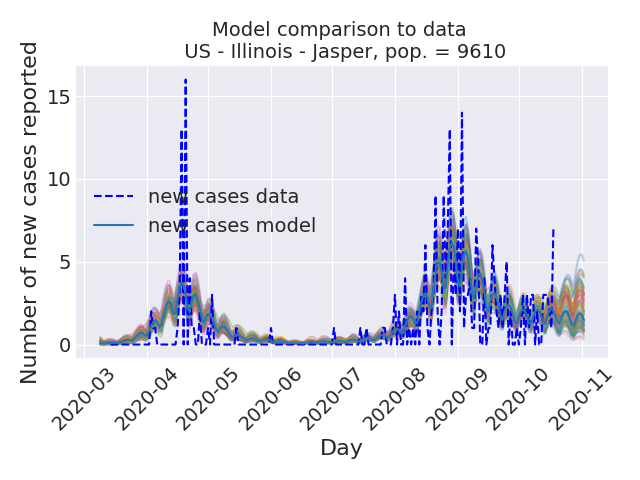 Model comparison to data
US - Illinois - Jasper, pop. = 9610
Number of new cases reported
15
10
5
0
new cases data
new cases model
2020-03
2020-04
2020-05
2020-06
2020-07
2020-08
2020-09
2020-10
2020-11
Day